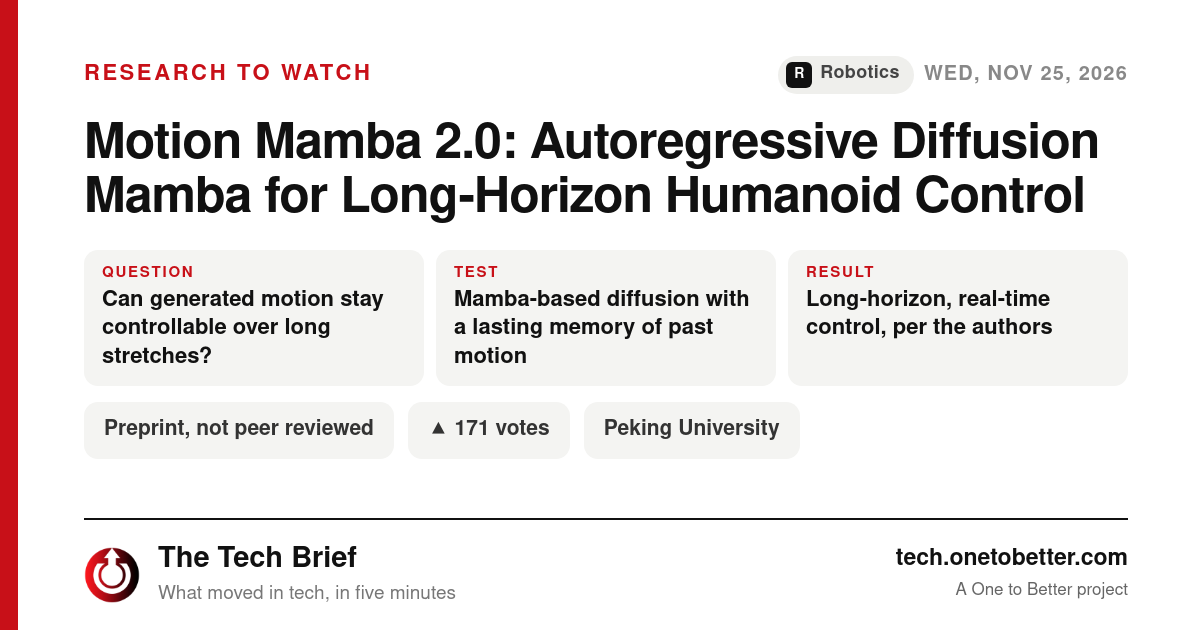 RESEARCH TO WATCH
R Robotics WED, NOV 25, 2026
Motion Mamba 2.0: Autoregressive Diffusion
Mamba for Long-Horizon Humanoid Control
QUESTION
Can generated motion stay
controllable over long
stretches?
TEST
Mamba-based diffusion with
a lasting memory of past
motion
RESULT
Long-horizon, real-time
control, per the authors
Preprint, not peer reviewed
▲ 171 votes
Peking University
The Tech Brief
What moved in tech, in five minutes
tech.onetobetter.com
A One to Better project